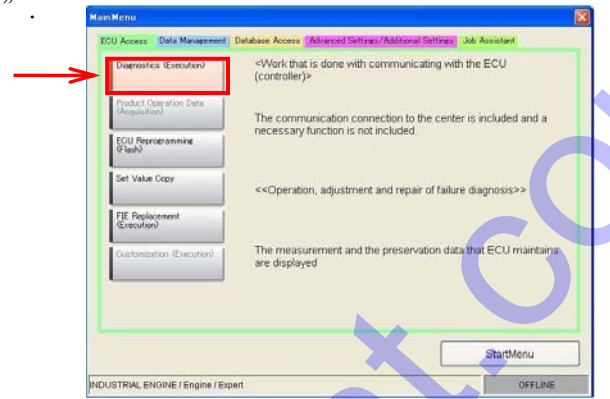 ”
.
MainMenu
ECU Access Data Management Database Access Advanced Settings/Additional Settings Job Assistant
Diagnostics (Execution)
<Work that is done with communicating with the ECU
(controller)>
Product Operation Data
(Acquisition)
The communication connection to the center is included and a
necessary function is not included.
ECU Reprogramming
(Flash)
Set Value Copy
<<Operation, adjustment and repair of failure diagnosis>>
FIE Replacement
(Execution)
Customization (Execution)
The measurement and the preservation data that ECU maintains
are displayed
StartMenu
INDUSTRIAL ENGINE / Engine / Expert
OFFLINE